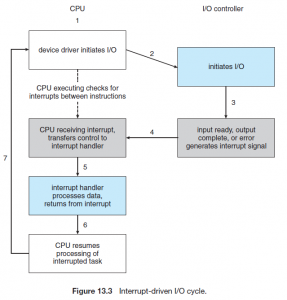 CPU
I/O controller
1
device driver initiates I/O
2
initiates I/O
CPU executing checks for
interrupts between instructions
3
CPU receiving interrupt,
transfers control to
interrupt handler
4
input ready, output
complete, or error
generates interrupt signal
7
5
interrupt handler
processes data,
returns from interrupt
6
CPU resumes
processing of
interrupted task
Figure 13.3 Interrupt-driven I/O cycle.